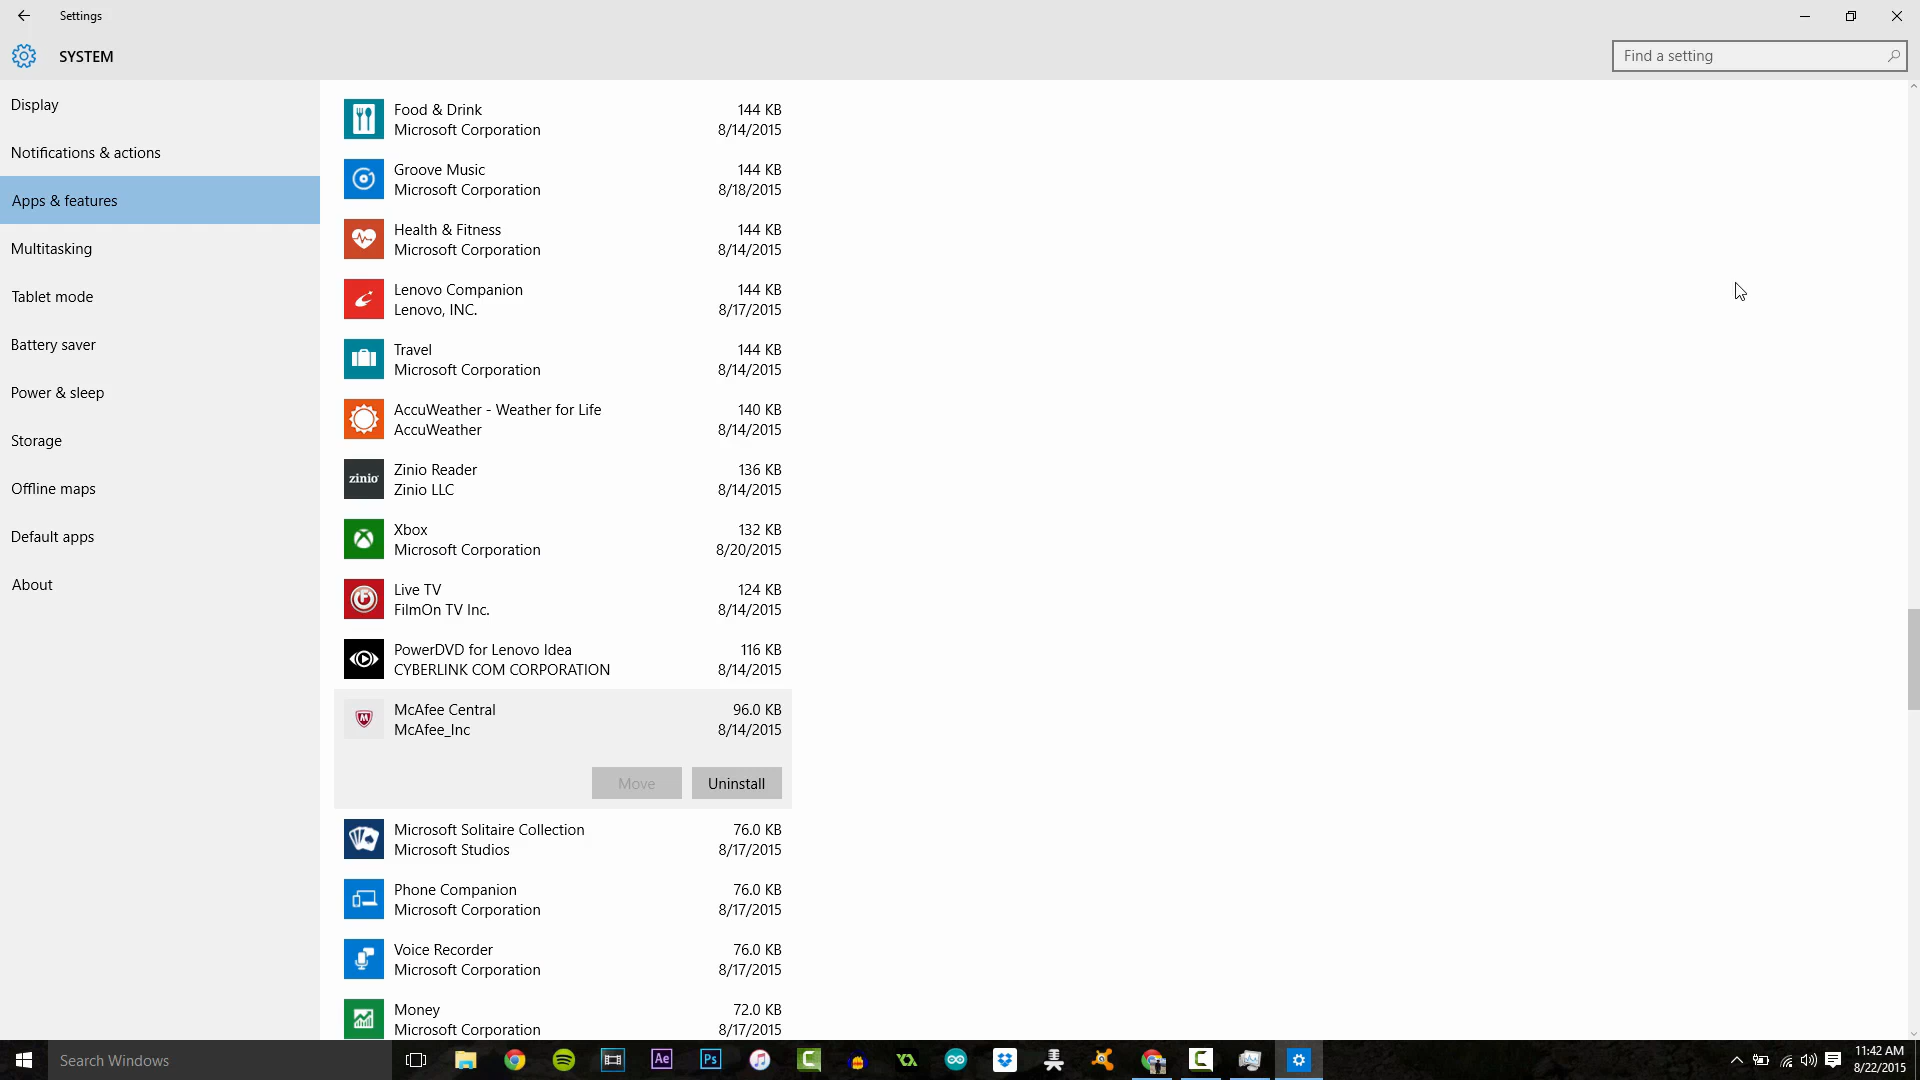 Settings
SYSTEM
Find a setting
Display
Notifications & actions
Apps & features
Multitasking
Tablet mode
Battery saver
Power & sleep
Storage
Offline maps
Default apps
About
Food & Drink 144 KB
Microsoft Corporation 8/14/2015
Groove Music 144 KB
Microsoft Corporation 8/18/2015
Health & Fitness 144 KB
Microsoft Corporation 8/14/2015
Lenovo Companion 144 KB
Lenovo, INC. 8/17/2015
Travel 144 KB
Microsoft Corporation 8/14/2015
AccuWeather - Weather for Life 140 KB
AccuWeather 8/14/2015
zinio
Zinio Reader 136 KB
Zinio LLC 8/14/2015
Xbox 132 KB
Microsoft Corporation 8/20/2015
Live TV 124 KB
FilmOn TV Inc. 8/14/2015
PowerDVD for Lenovo Idea 116 KB
CYBERLINK COM CORPORATION 8/14/2015
McAfee Central 96.0 KB
McAfee_Inc 8/14/2015
Move Uninstall
Microsoft Solitaire Collection 76.0 KB
Microsoft Studios 8/17/2015
Phone Companion 76.0 KB
Microsoft Corporation 8/17/2015
Voice Recorder 76.0 KB
Microsoft Corporation 8/17/2015
Money 72.0 KB
Microsoft Corporation 8/17/2015
Search Windows
Ae
Ps
11:42 AM
8/22/2015